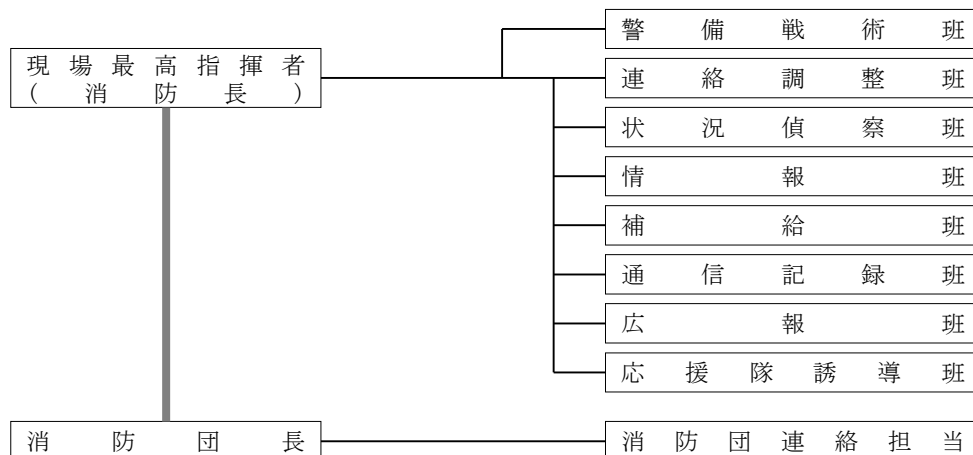 警備戦術班
現場最高指揮者
(消防長)
連絡調整班
状況偵察班
情報班
補給班
通信記録班
広報班
応援隊誘導班
消防団長
消防団連絡担当